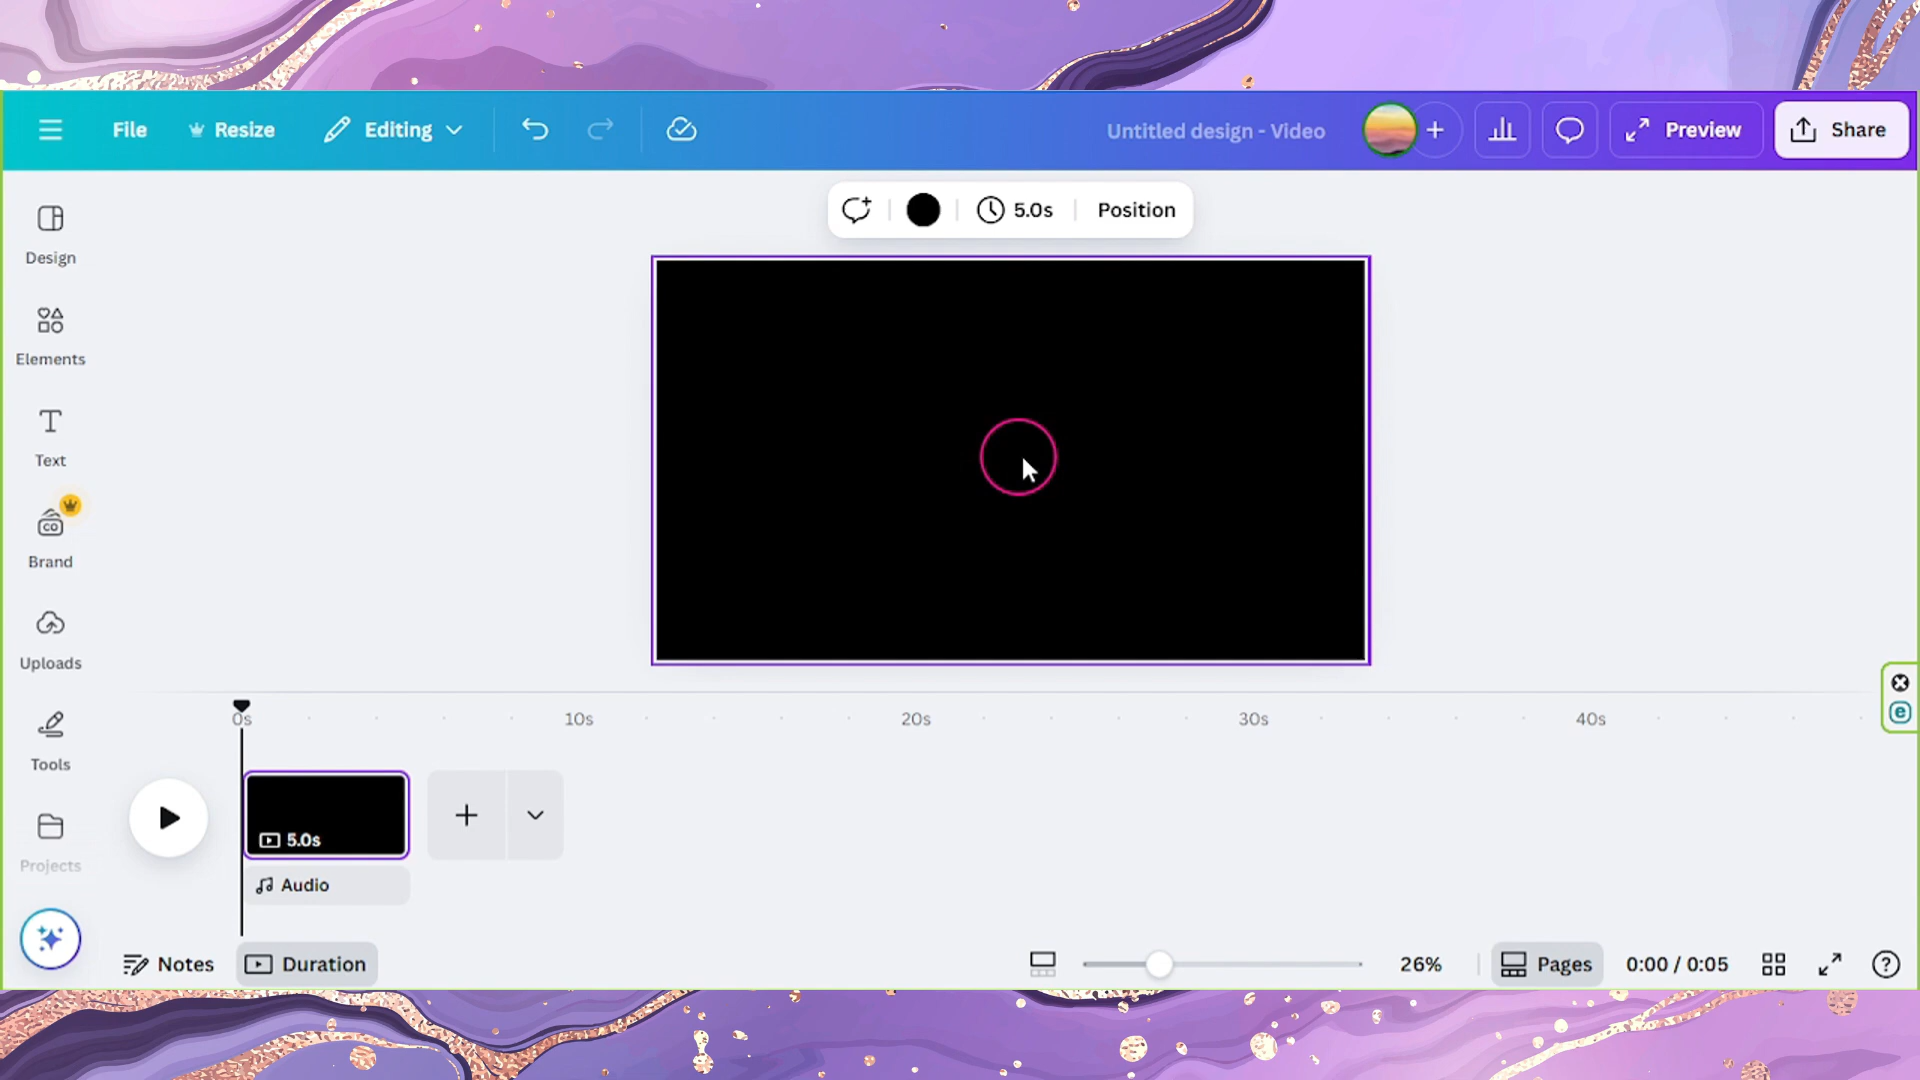 File
Resize
Editing
Untitled design - Video
Preview
Share
5.0s
Position
Design
Elements
Text
CO
Brand
Uploads
Tools
Projects
0s
10s
20s
30s
40s
5.0s
Audio
Notes
Duration
26%
Pages
0:00 / 0:05